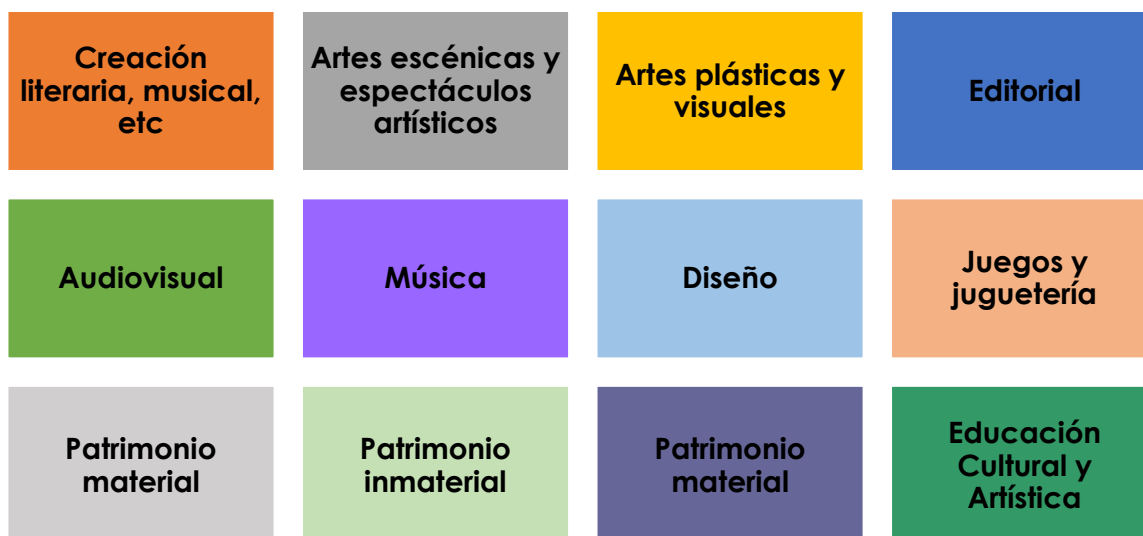 Creación
literaria, musical,
etc
Artes escénicas y
espectáculos
artísticos
Artes plásticas y
visuales
Editorial
Audiovisual
Música
Diseño
Juegos y
juguetería
Patrimonio
material
Patrimonio
inmaterial
Patrimonio
material
Educación
Cultural y
Artística